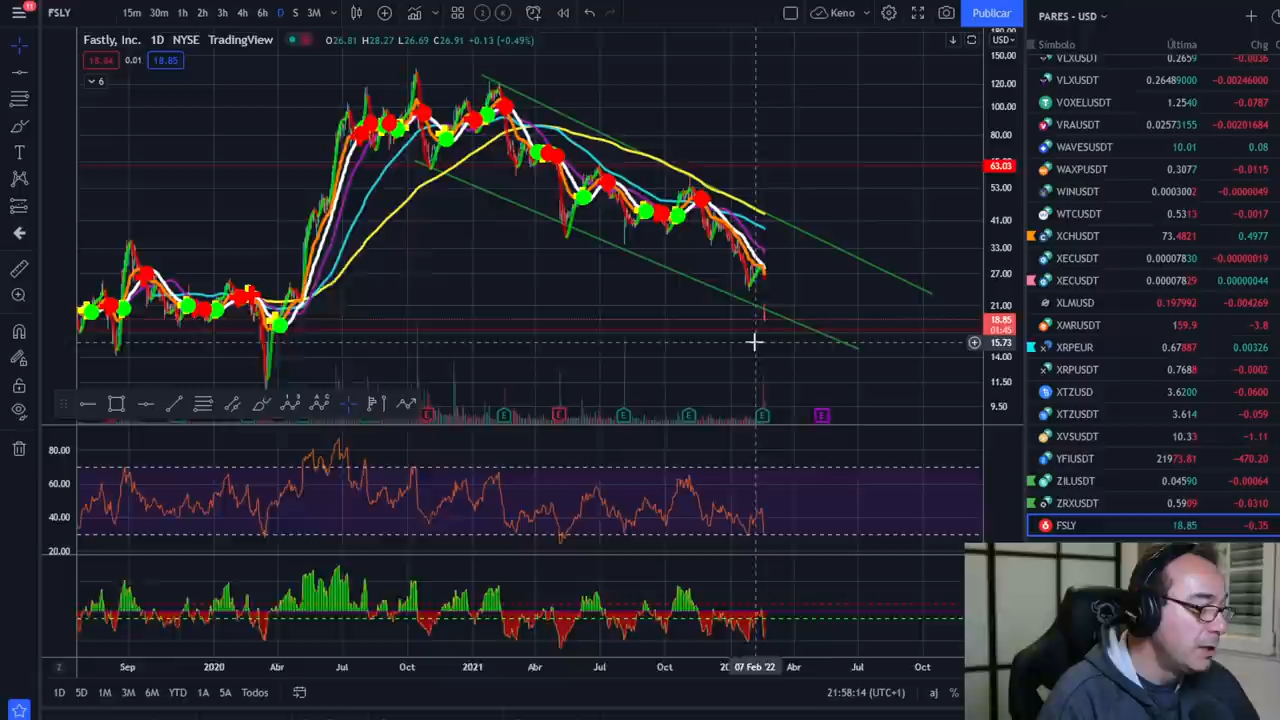 11
FSLY
15m 30m 1h 2h 3h 4h 6h D S 3M
Keno
Publicar
PARES - USD
Fastly, Inc. 1D NYSE TradingView
O26.81 H28.27 L26.69 C26.91 +0.13 (+0.49%)
0.01 18.85
6
USD
150.00
100.00
80.00
63.03
53.00
41.00
33.00
27.00
21.00
18.85
01:45
15.73
14.00
11.50
9.50
E E E E E E E
80.00
60.00
40.00
20.00
Sep 2020 Abr Jul Oct 2021 Abr Jul Oct 07 Feb '22 Abr Jul Oct
1D 5D 1M 3M 6M YTD 1A 5A Todos
21:58:14 (UTC+1) aj %
Símbolo Última Chg
VLXUSDT 0.2659 -0.0036
VLXUSDT 0.26489000 -0.00246000
VOXELUSDT 1.2540 -0.0787
VRAUSDT 0.02573155 -0.00201684
WAVESUSDT 10.01 0.08
WAXPUSDT 0.3077 -0.0115
WINUSDT 0.000302 -0.0000049
WTCUSDT 0.5313 -0.0017
XCHUSDT 73.4821 0.4977
XECUSDT 0.00007830 -0.00000019
XECUSDT 0.00007829 0.00000044
XLMUSD 0.197992 -0.004269
XMRUSDT 159.9 -3.8
XRPEUR 0.67887 0.00326
XRPUSDT 0.7688 -0.0002
XTZUSD 3.6200 -0.0600
XTZUSDT 3.614 -0.059
XVSUSDT 10.33 -1.11
YFIUSDT 21973.81 -470.20
ZILUSDT 0.04590 -0.00064
ZRXUSDT 0.5909 -0.0310
FSLY 18.85 -0.35